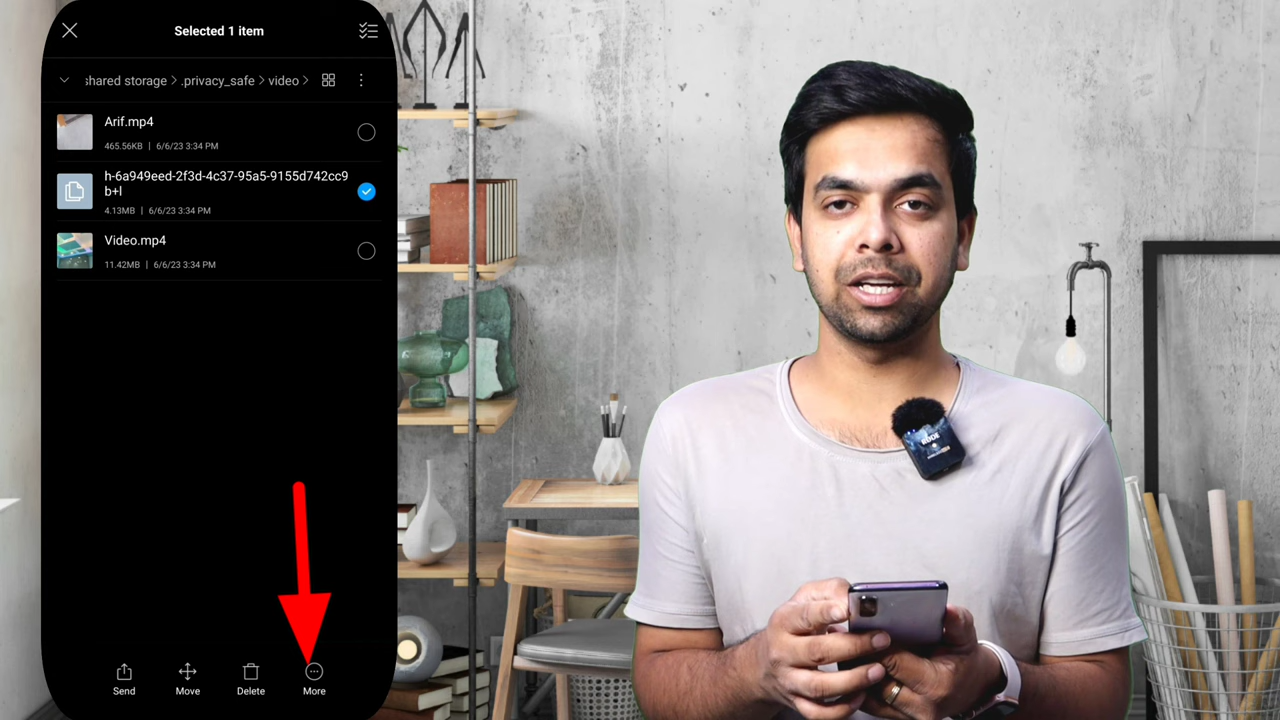 Selected 1 item
shared storage > .privacy_safe > video >
Arif.mp4
465.56KB | 6/6/23 3:34 PM
h-6a949eed-2f3d-4c37-95a5-9155d742cc9
b+l
4.13MB | 6/6/23 3:34 PM
Video.mp4
11.42MB | 6/6/23 3:34 PM
RODE
Send Move Delete More